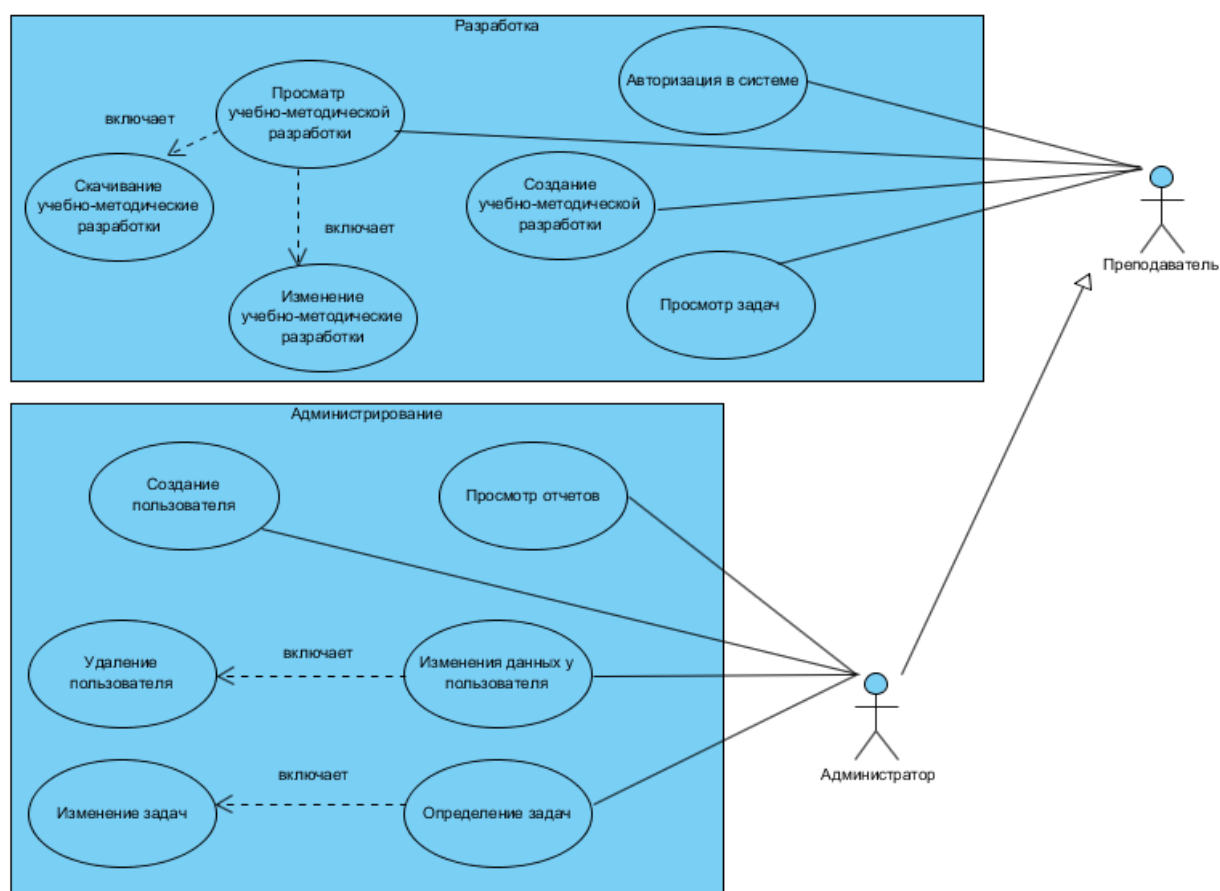 Разработка
Авторизация в системе
Просматр
учебно-методической
разработки
включает
Скачивание
учебно-методические
разработки
Создание
учебно-методической
разработки
включает
Преподаватель
Изменение
учебно-методические
разработки
Просмотр задач
Администрирование
Создание
пользователя
Просмотр отчетов
Удаление
пользователя
включает
Изменения данных у
пользователя
Администратор
включает
Изменение задач
Определение задач